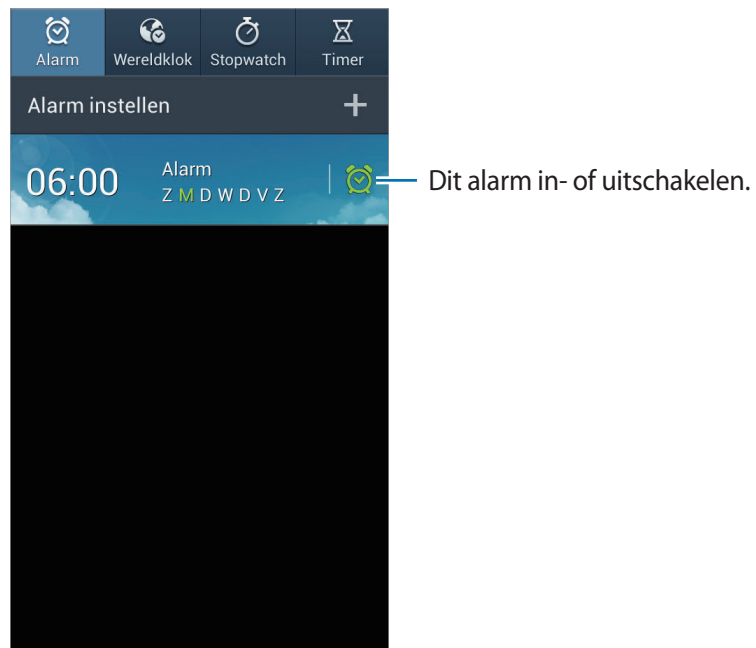 Alarm Wereldklok Stopwatch Timer
Alarm instellen
06:00 Alarm
Z M D W D V Z
Dit alarm in- of uitschakelen.